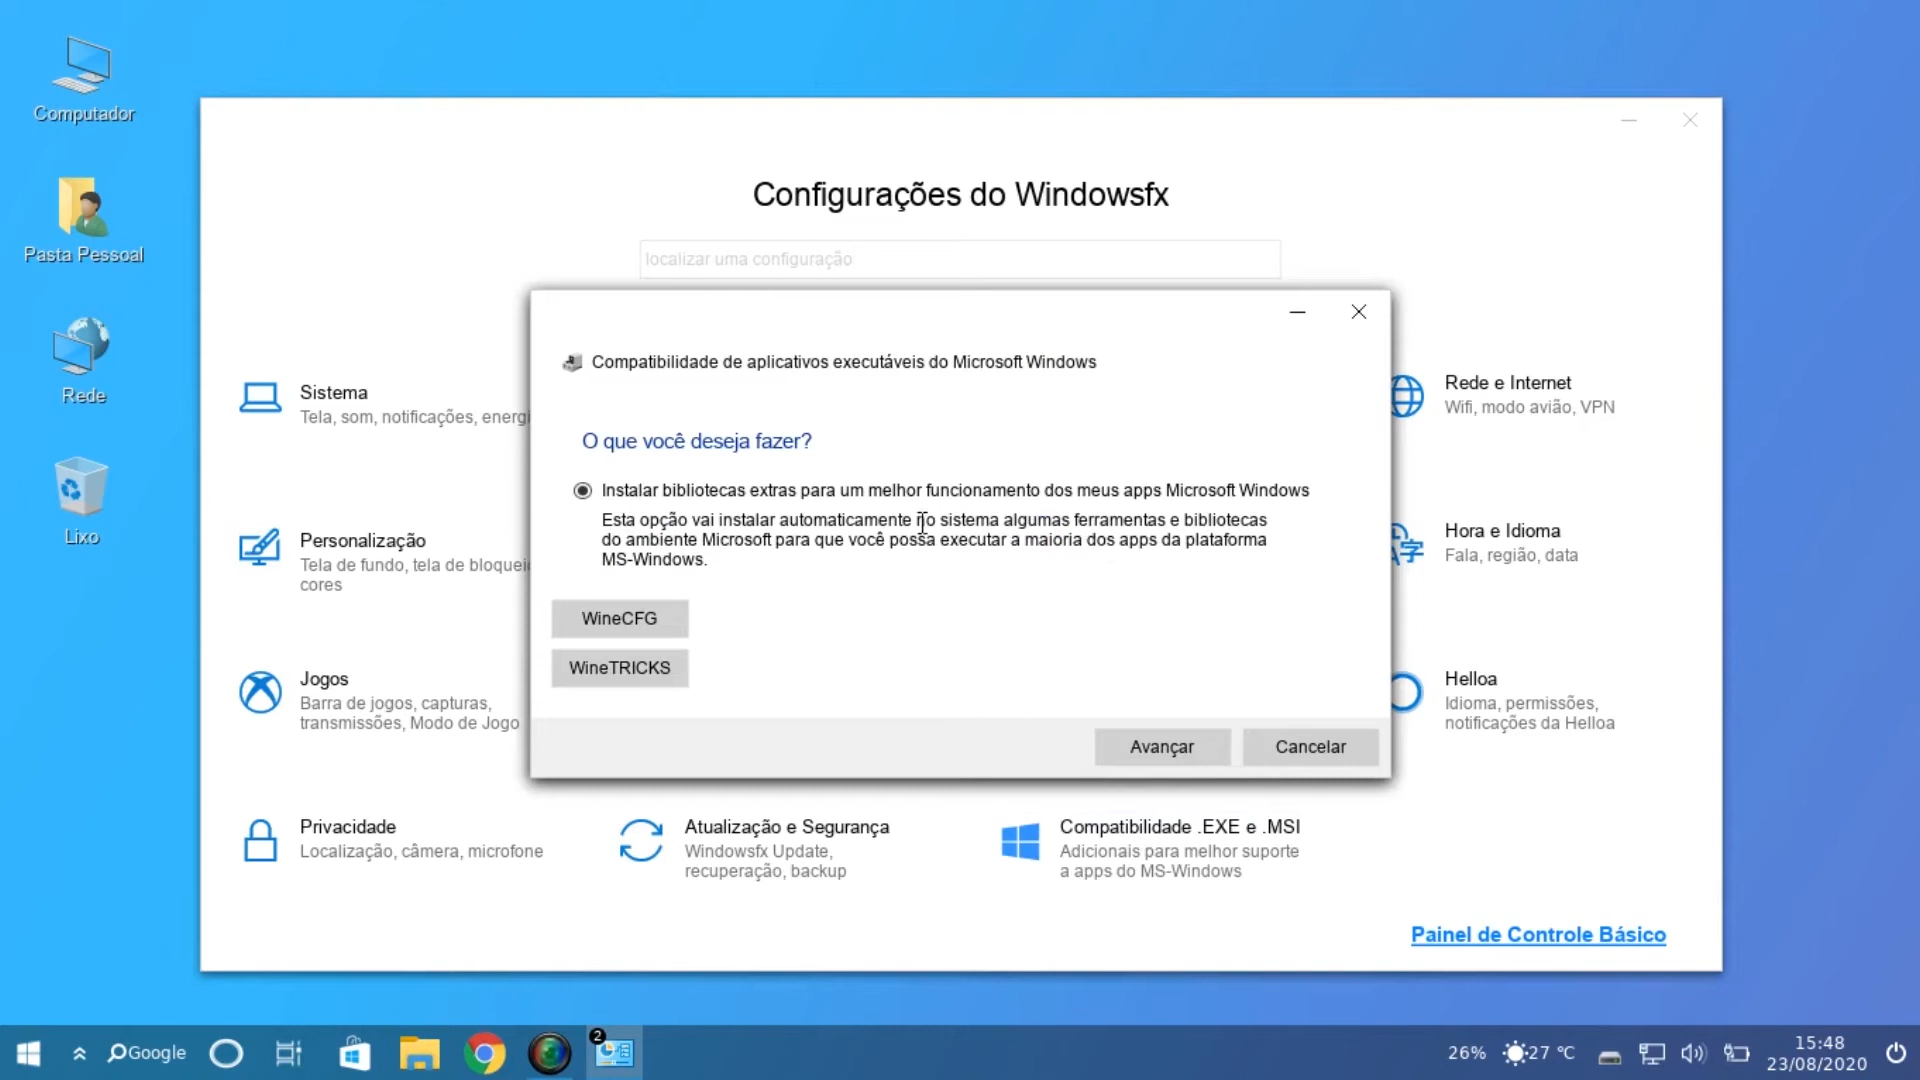 Computador
Pasta Pessoal
Rede
Lixo
Configurações do Windowsfx
localizar uma configuração
Compatibilidade de aplicativos executáveis do Microsoft Windows
O que você deseja fazer?
Instalar bibliotecas extras para um melhor funcionamento dos meus apps Microsoft Windows
Esta opção vai instalar automaticamente no sistema algumas ferramentas e bibliotecas
do ambiente Microsoft para que você possa executar a maioria dos apps da plataforma
MS-Windows.
WineCFG
WineTRICKS
Avançar
Cancelar
Sistema
Tela, som, notificações, energi
Rede e Internet
Wifi, modo avião, VPN
Personalização
Tela de fundo, tela de bloquei
cores
Hora e Idioma
Fala, região, data
Jogos
Barra de jogos, capturas,
transmissões, Modo de Jogo
Helloa
Idioma, permissões,
notificações da Helloa
Privacidade
Localização, câmera, microfone
Atualização e Segurança
Windowsfx Update,
recuperação, backup
Compatibilidade .EXE e .MSI
Adicionais para melhor suporte
a apps do MS-Windows
Painel de Controle Básico
Google
2
26%
27 °C
15:48
23/08/2020